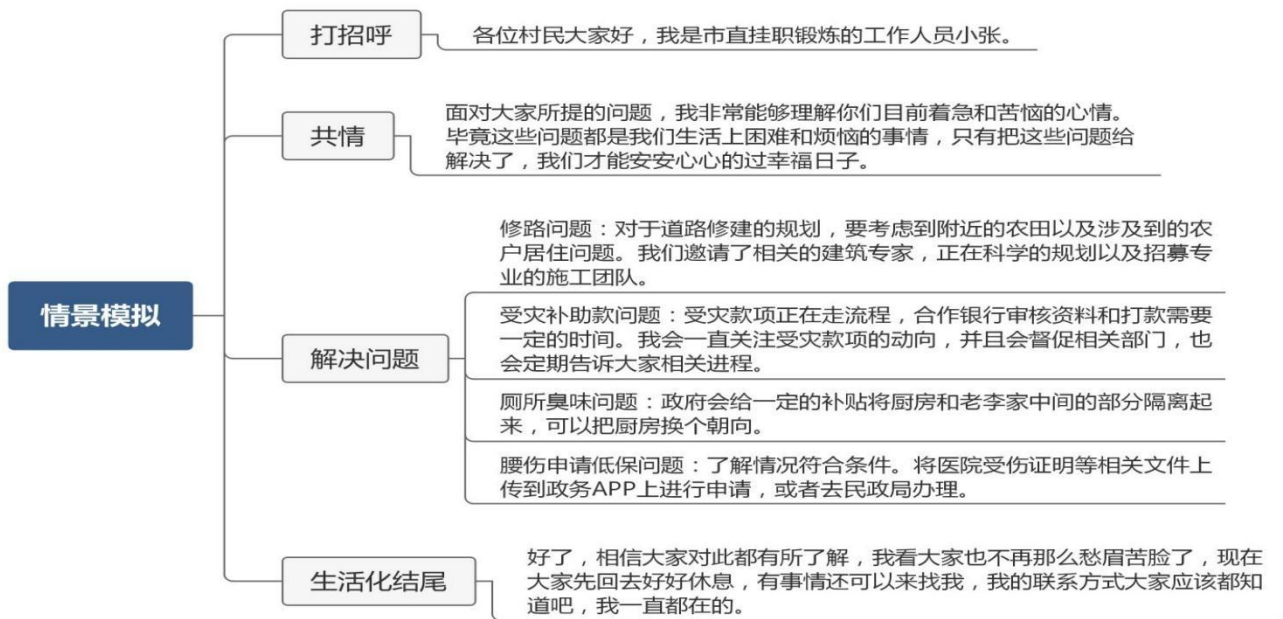 打招呼
各位村民大家好，我是市直挂职锻炼的工作人员小张。
共情
面对大家所提的问题，我非常能够理解你们目前着急和苦恼的心情。
毕竟这些问题都是我们生活上困难和烦恼的事情，只有把这些问题给
解决了，我们才能安安心心的过幸福日子。
情景模拟
解决问题
修路问题：对于道路修建的规划，要考虑到附近的农田以及涉及到的农
户居住问题。我们邀请了相关的建筑专家，正在科学的规划以及招募专
业的施工团队。
受灾补助款问题：受灾款项正在走流程，合作银行审核资料和打款需要
一定的时间。我会一直关注受灾款项的动向，并且会督促相关部门，也
会定期告诉大家相关进程。
厕所臭味问题：政府会给一定的补贴将厨房和老李家中间的部分隔离起
来，可以把厨房换个朝向。
腰伤申请低保问题：了解情况符合条件。将医院受伤证明等相关文件上
传到政务APP上进行申请，或者去民政局办理。
生活化结尾
好了，相信大家对此都有所了解，我看大家也不再那么愁眉苦脸了，现在
大家先回去好好休息，有事情还可以来找我，我的联系方式大家应该都知
道吧，我一直都在的。